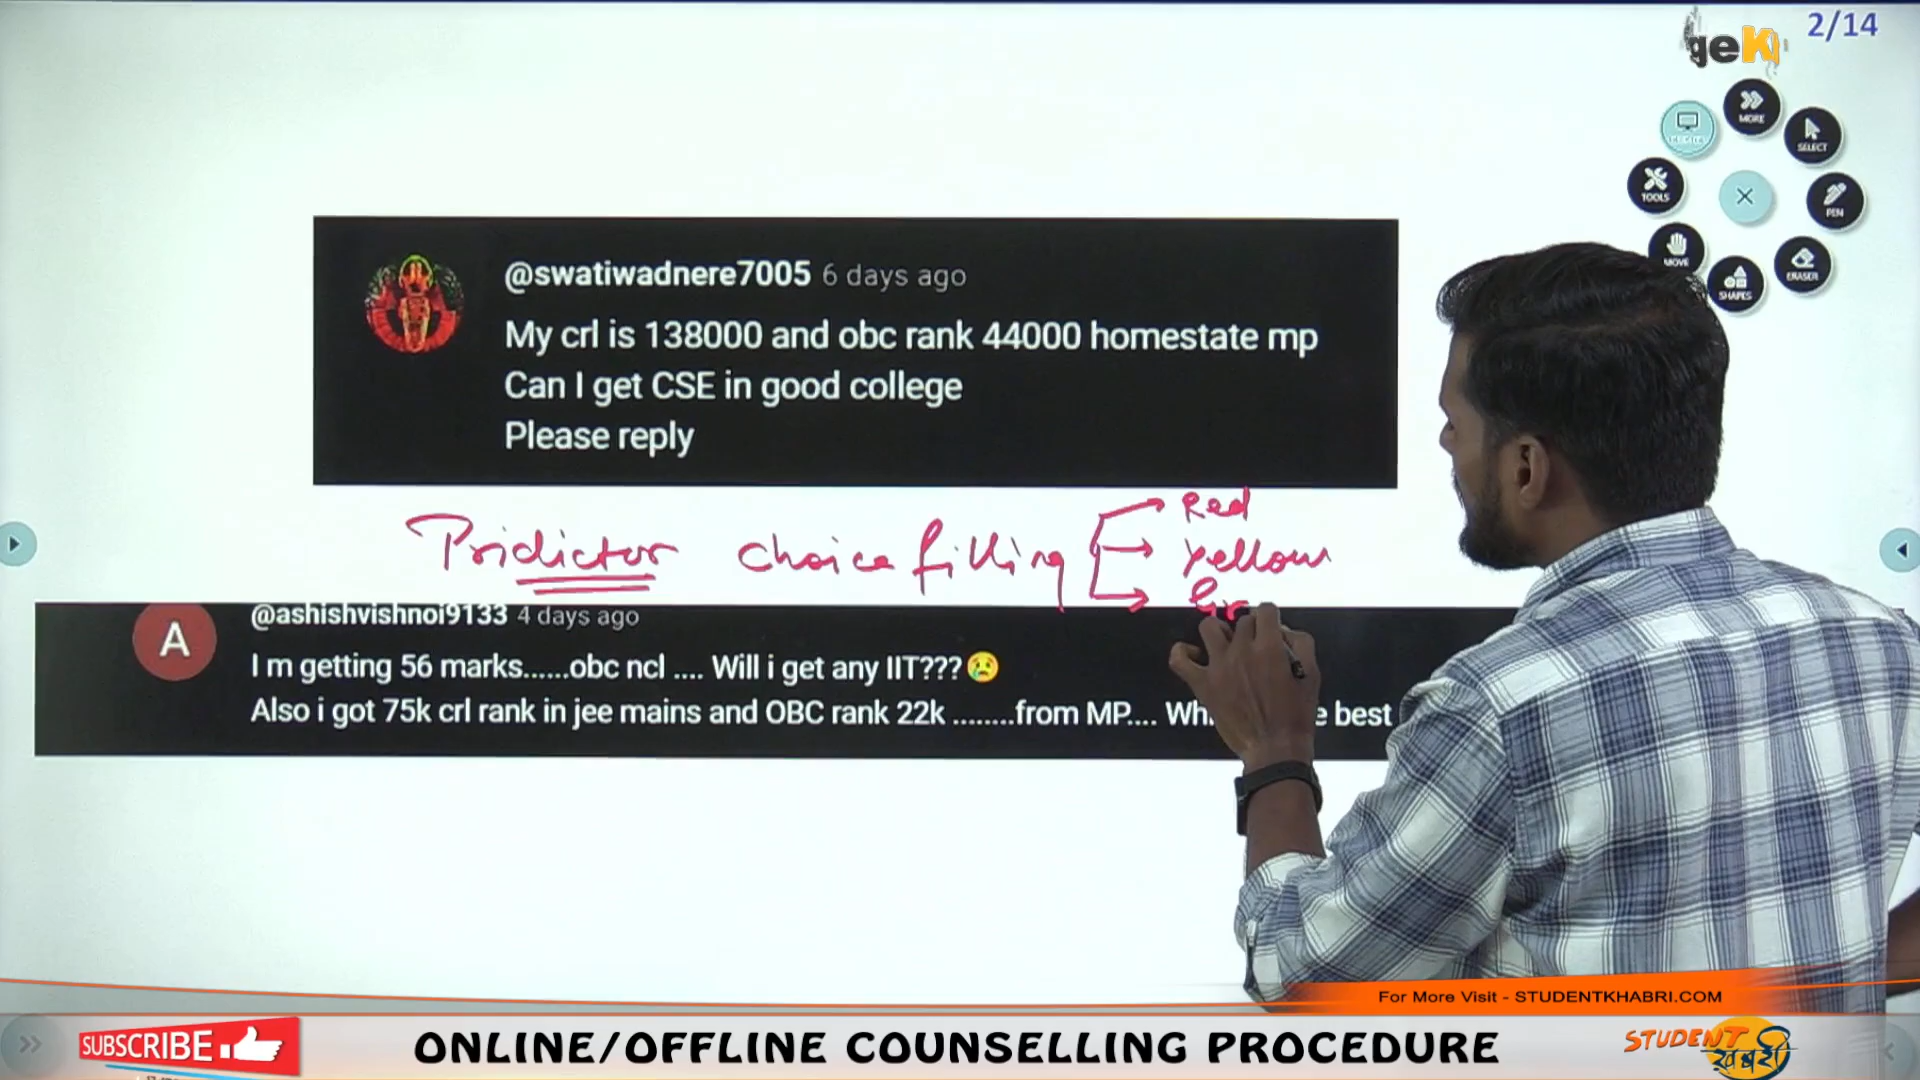 2/14
geK
MORE
SELECT
TOOLS
PEN
MOVE
ERASER
SHAPES
@swatiwadnere7005 6 days ago
My crl is 138000 and obc rank 44000 homestate mp
Can I get CSE in good college
Please reply
Pridictor choice filling
Red
Yellow
Gr
@ashishvishnoi9133 4 days ago
A
I m getting 56 marks......obc ncl .... Will i get any IIT???😢
Also i got 75k crl rank in jee mains and OBC rank 22k ........from MP.... Wh e best
For More Visit - STUDENTKHABRI.COM
SUBSCRIBE
ONLINE/OFFLINE COUNSELLING PROCEDURE
STUDENT
खबरी